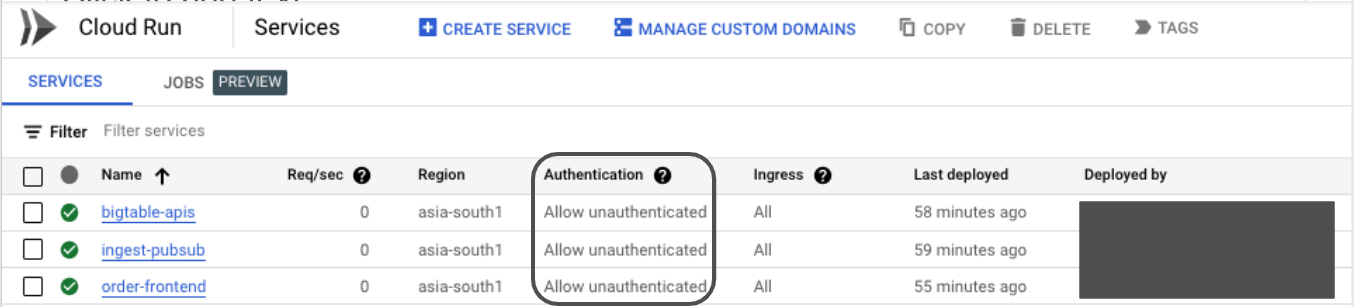 Cloud Run Services CREATE SERVICE MANAGE CUSTOM DOMAINS COPY DELETE TAGS
SERVICES JOBS PREVIEW
Filter Filter services
Name Req/sec ? Region Authentication ? Ingress ? Last deployed Deployed by
bigtable-apis 0 asia-south1 Allow unauthenticated All 58 minutes ago
ingest-pubsub 0 asia-south1 Allow unauthenticated All 59 minutes ago
order-frontend 0 asia-south1 Allow unauthenticated All 55 minutes ago